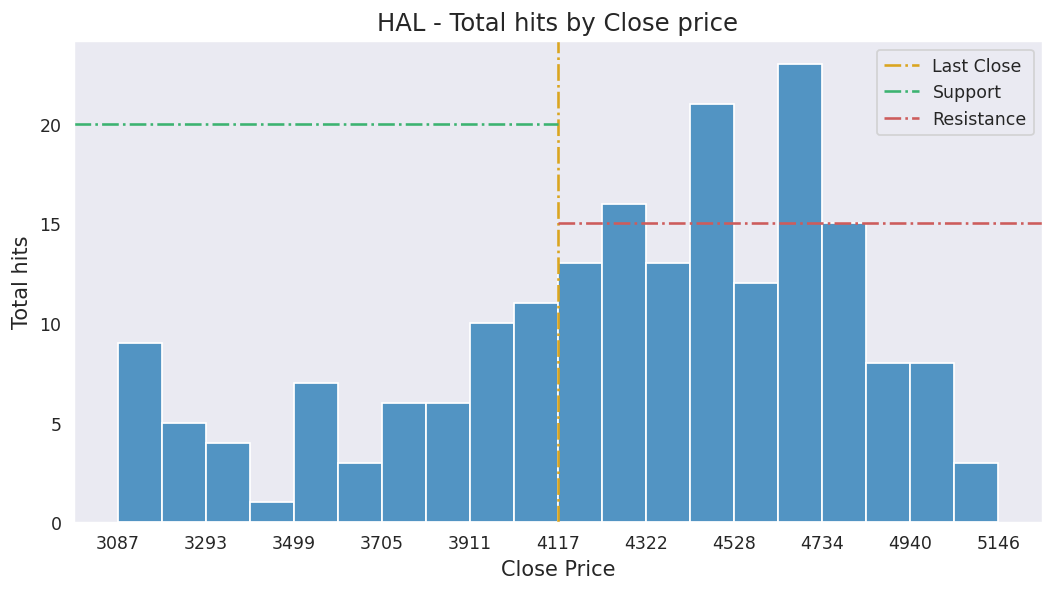 HAL - Total hits by Close price
Last Close
Support
Resistance
Total hits
20
15
10
5
0
3087 3293 3499 3705 3911 4117 4322 4528 4734 4940 5146
Close Price